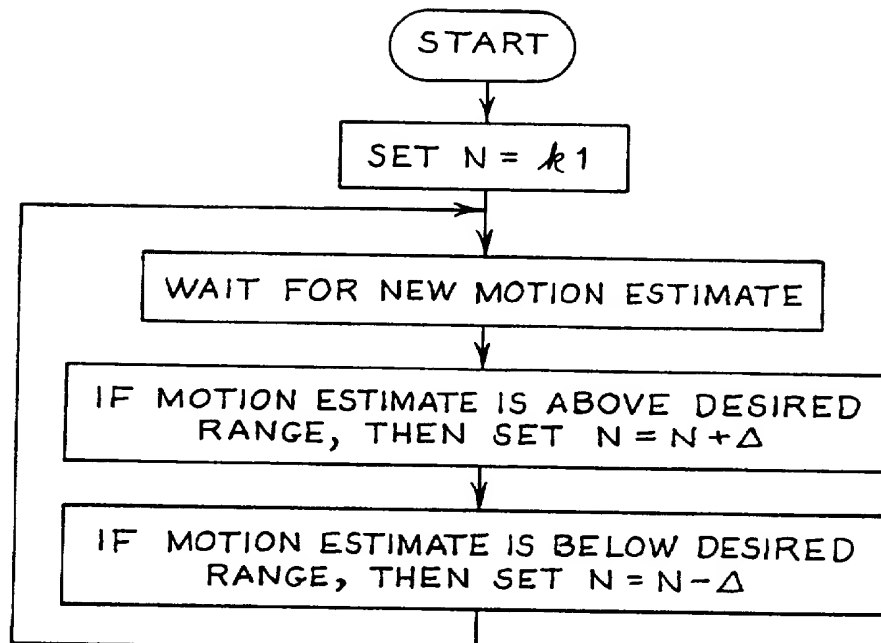 START
SET N = k1
WAIT FOR NEW MOTION ESTIMATE
IF MOTION ESTIMATE IS ABOVE DESIRED
RANGE, THEN SET N = N + Δ
IF MOTION ESTIMATE IS BELOW DESIRED
RANGE, THEN SET N = N - Δ